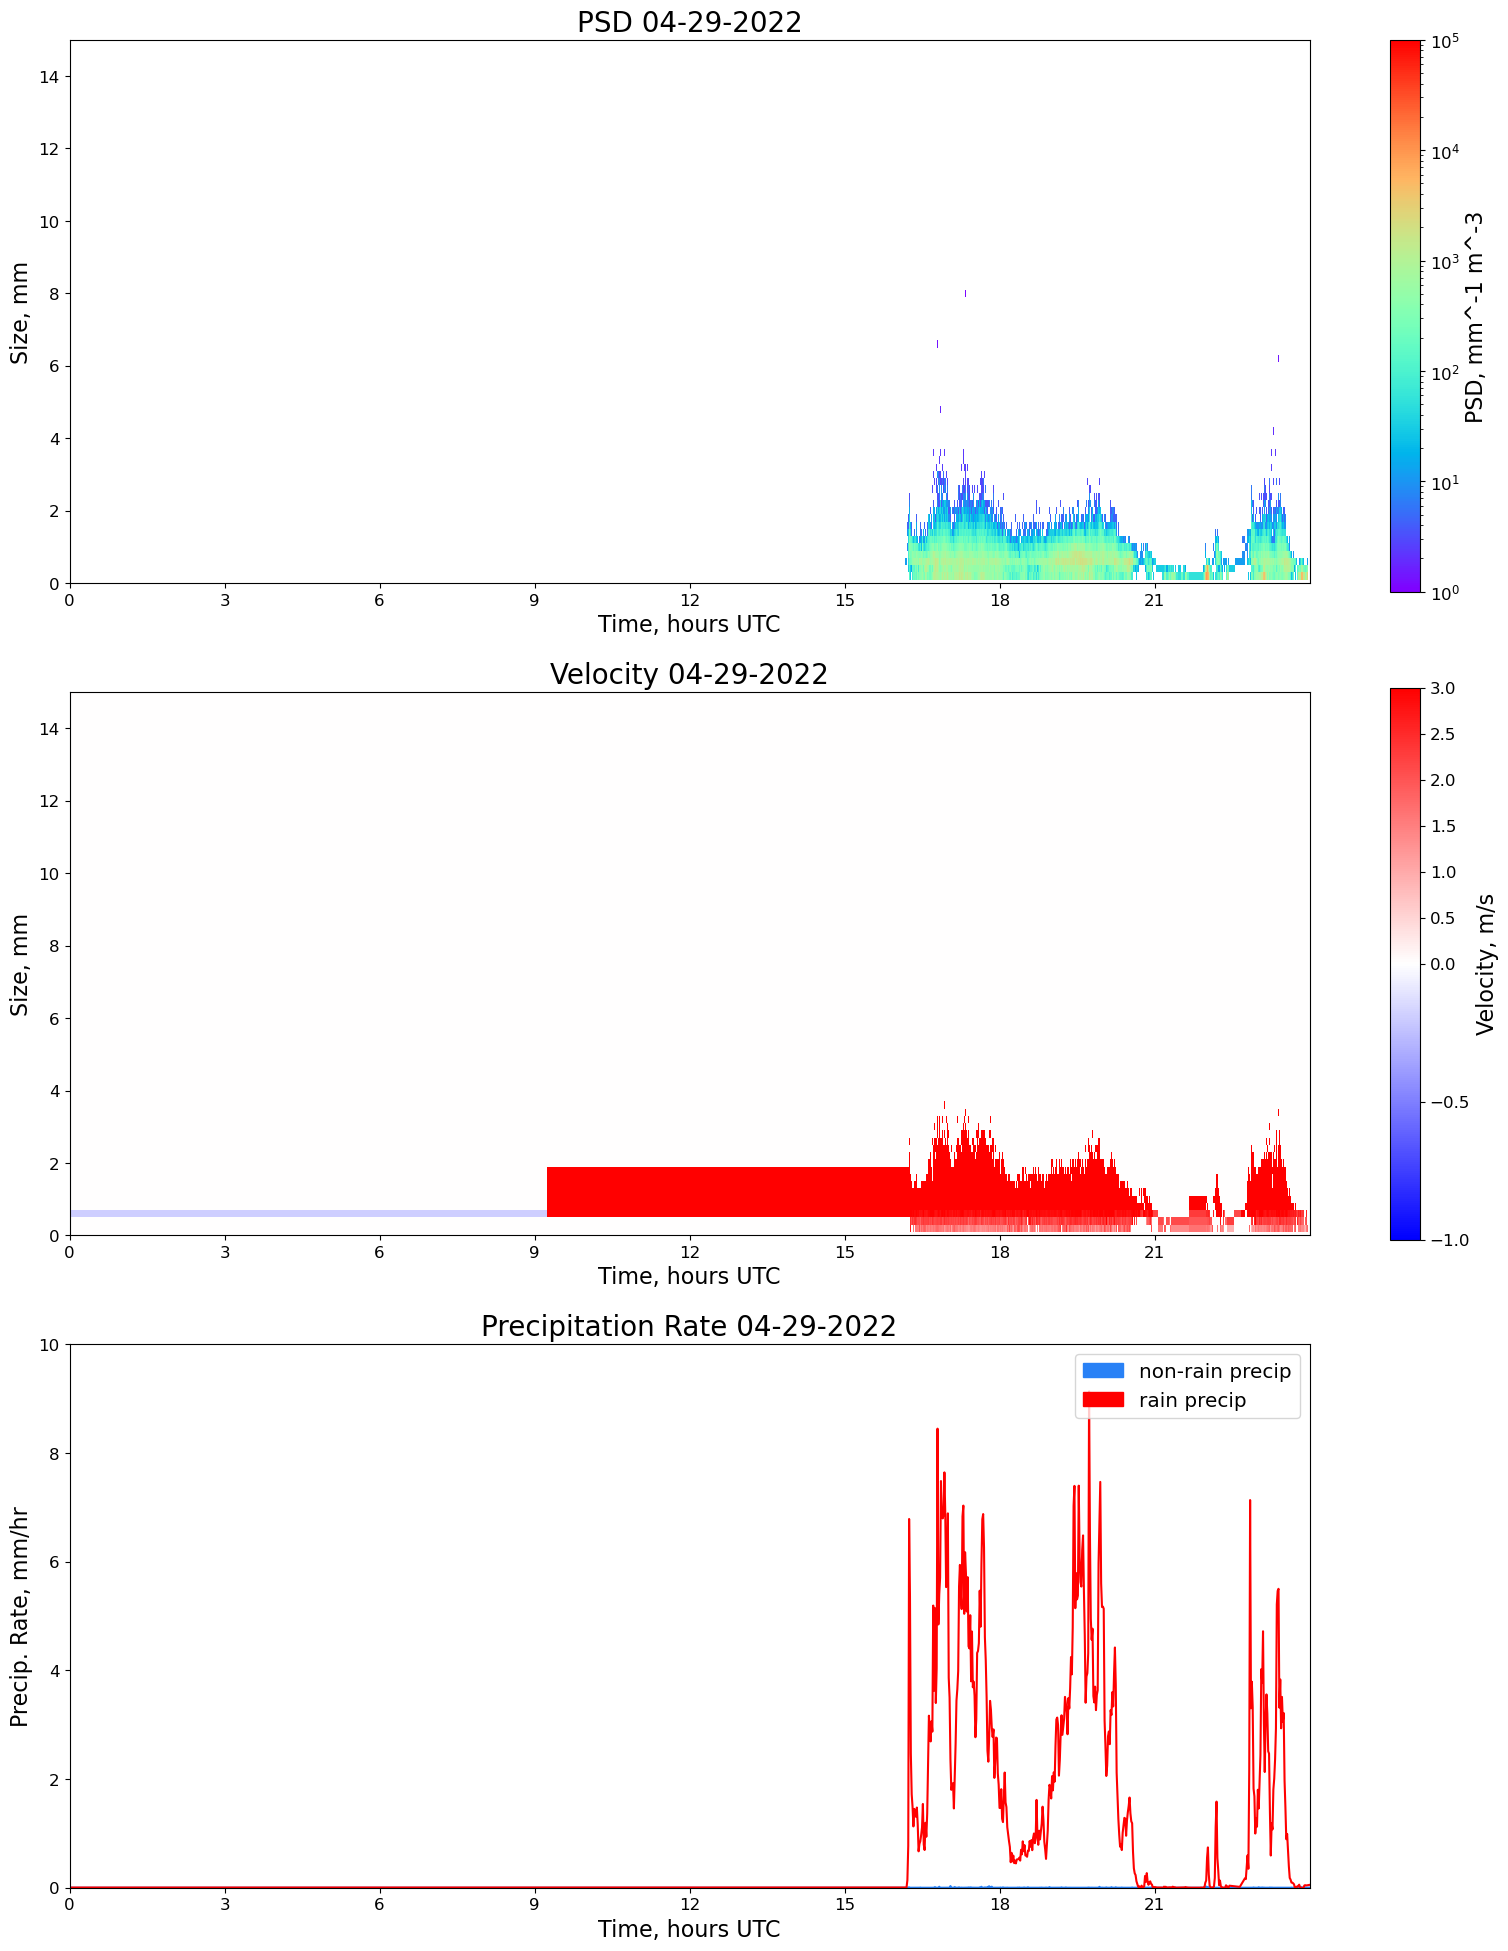 PSD 04-29-2022
14
12
10
8
6
4
2
0
Size, mm
0 3 6 9 12 15 18 21
Time, hours UTC
10^5
10^4
10^3
10^2
10^1
10^0
PSD, mm^-1 m^-3
Velocity 04-29-2022
14
12
10
8
6
4
2
0
Size, mm
0 3 6 9 12 15 18 21
Time, hours UTC
3.0
2.5
2.0
1.5
1.0
0.5
0.0
−0.5
−1.0
Velocity, m/s
Precipitation Rate 04-29-2022
10
8
6
4
2
0
Precip. Rate, mm/hr
non-rain precip
rain precip
0 3 6 9 12 15 18 21
Time, hours UTC